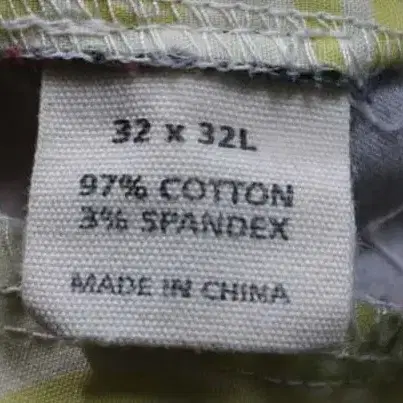 32 x 32L
97% COTTON
3% SPANDEX
MADE IN CHINA